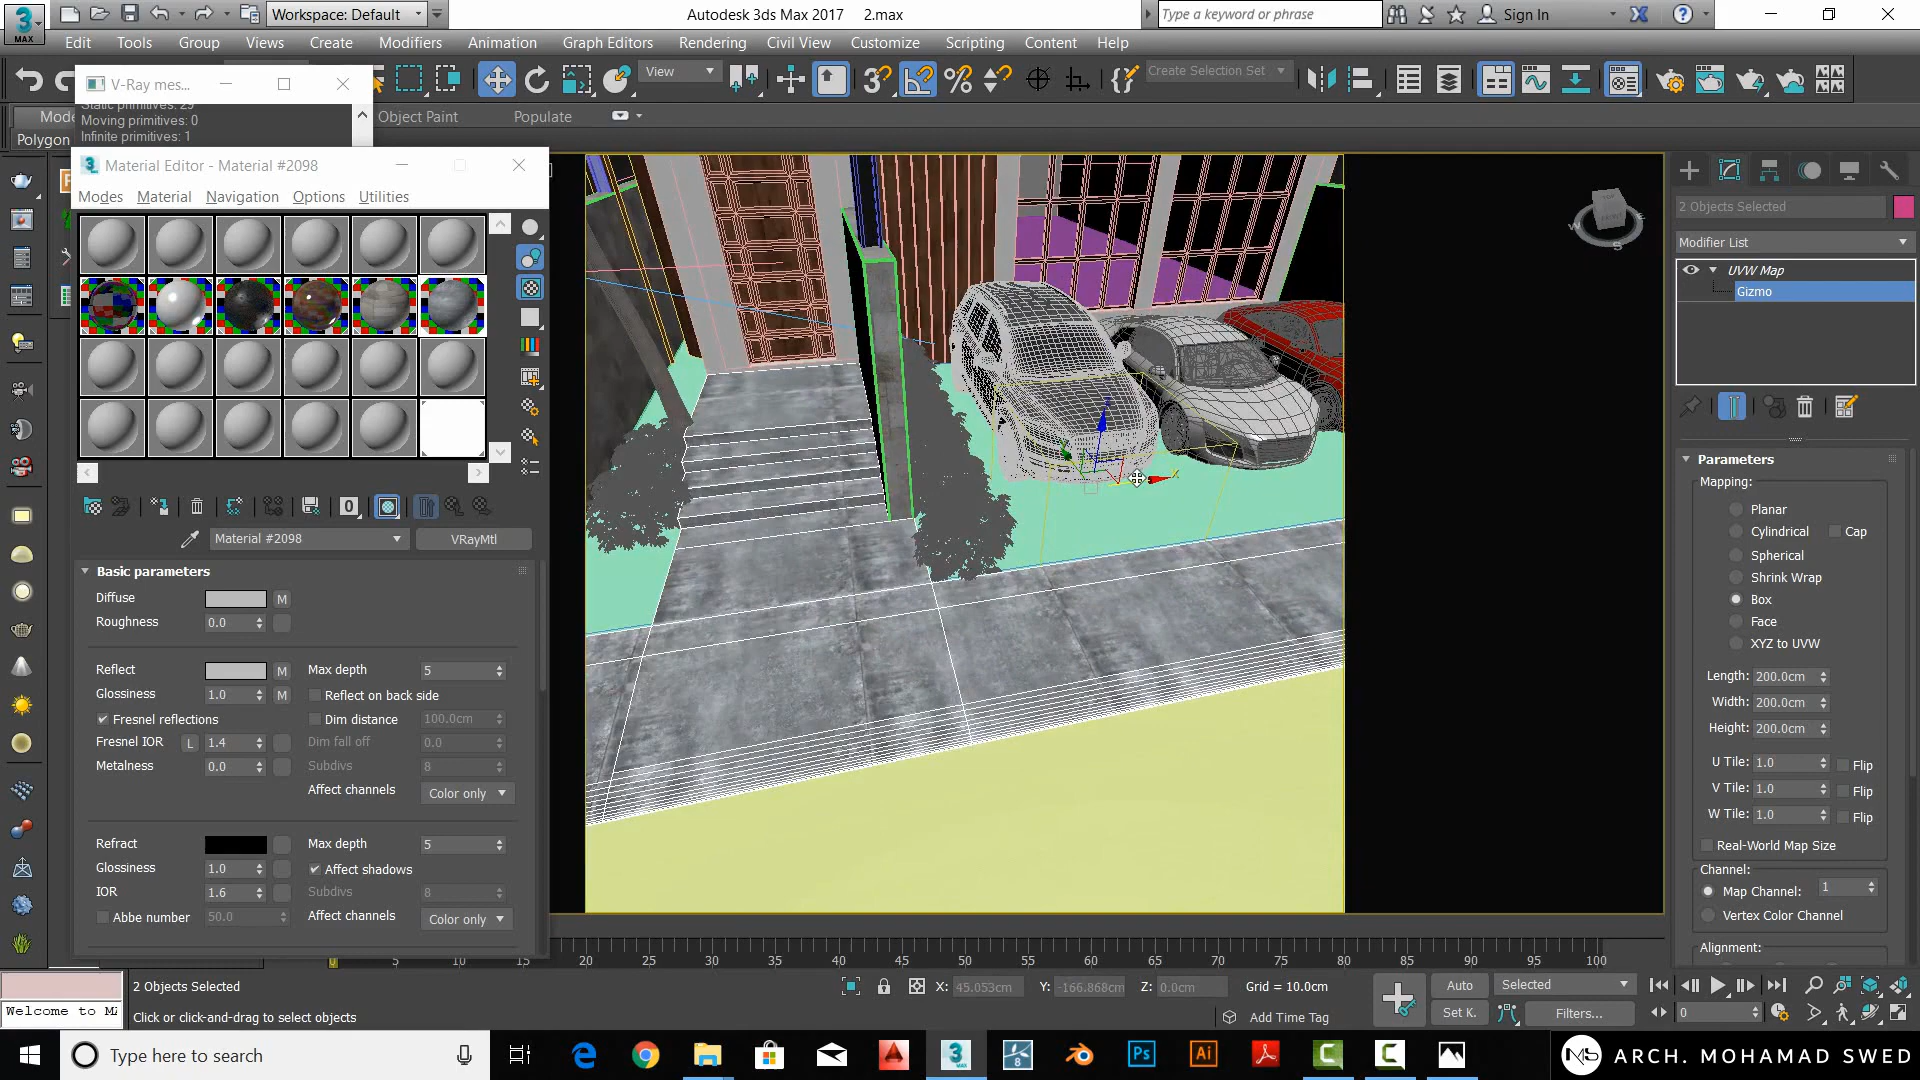 Workspace: Default
Autodesk 3ds Max 2017
2.max
Type a keyword or phrase
Sign In
Edit
Tools
Group
Views
Create
Modifiers
Animation
Graph Editors
Rendering
Civil View
Customize
Scripting
Content
Help
View
Create Selection Set
V-Ray mes...
Moving primitives: 0
Infinite primitives: 1
Object Paint
Populate
Polygon
Material Editor - Material #2098
Modes
Material
Navigation
Options
Utilities
Material #2098
VRayMtl
Basic parameters
Diffuse
M
Roughness
0.0
Reflect
M
Max depth
5
Glossiness
1.0
M
Reflect on back side
Fresnel reflections
Dim distance
100.0cm
Fresnel IOR
L
1.4
Dim fall off
0.0
Metalness
0.0
Subdivs
8
Affect channels
Color only
Refract
Max depth
5
Glossiness
1.0
Affect shadows
IOR
1.6
Subdivs
8
Abbe number
50.0
Affect channels
Color only
2 Objects Selected
Modifier List
UVW Map
Gizmo
Parameters
Mapping:
Planar
Cylindrical
Cap
Spherical
Shrink Wrap
Box
Face
XYZ to UVW
Length:
200.0cm
Width:
200.0cm
Height:
200.0cm
U Tile:
1.0
Flip
V Tile:
1.0
Flip
W Tile:
1.0
Flip
Real-World Map Size
Channel:
Map Channel:
1
Vertex Color Channel
Alignment:
5
10
15
20
25
30
35
40
45
50
55
60
65
70
75
80
85
90
95
100
2 Objects Selected
X:
45.053cm
Y:
-166.868cm
Z:
0.0cm
Grid = 10.0cm
Auto
Selected
Welcome to M
Click or click-and-drag to select objects
Add Time Tag
Set K.
Filters...
0
Type here to search
ARCH. MOHAMAD SWED